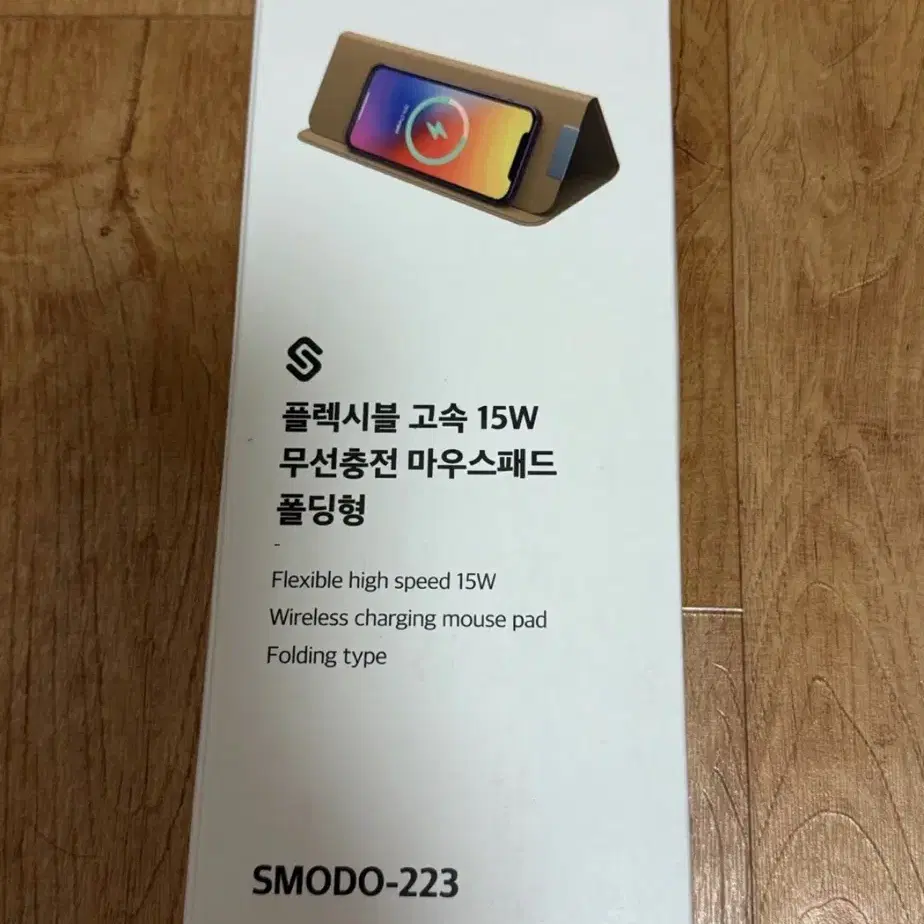 플렉시블 고속 15W
무선충전 마우스패드
폴딩형
-
Flexible high speed 15W
Wireless charging mouse pad
Folding type
SMODO-223